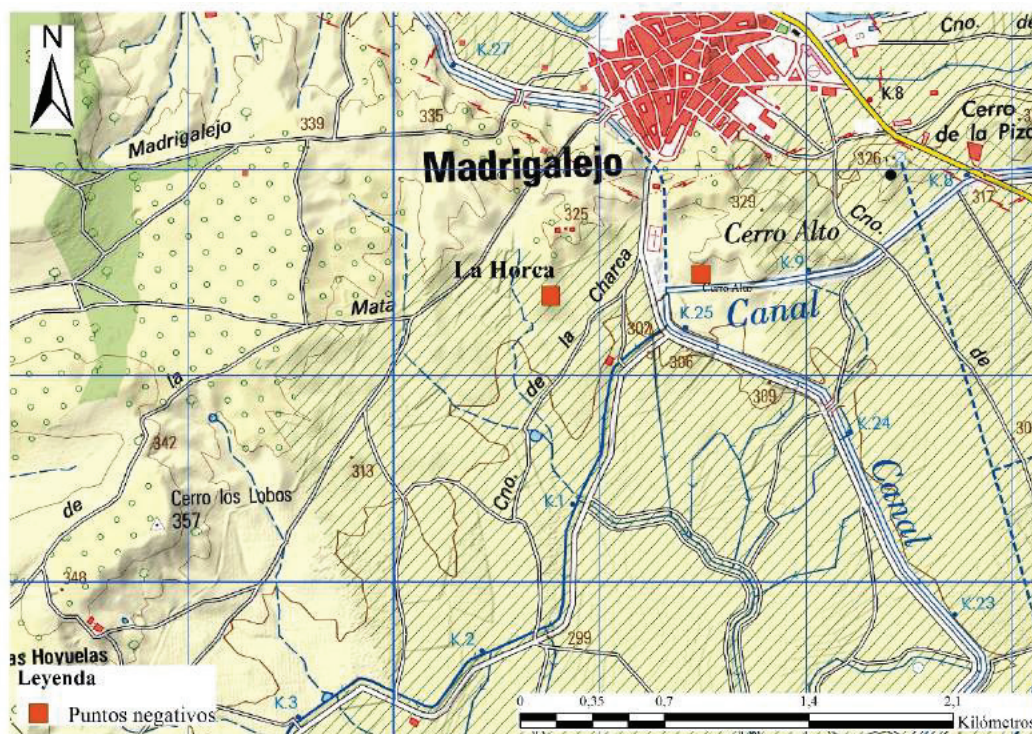 N
K.27
Cno. de
K.8
335
339
Madrigalejo
Cerro
de la Piza
326
Madrigalejo
K.8
317
329
325
Cno.
Cerro Alto
La Horca
Charca
K.9
Cerro Alto
Mata
la
K.25
Canal
302
306
de
309
de
la
342
K.24
313
Cerro los Lobos
357
Cno.
K.1
Canal
de
348
K.23
299
K.2
as Hoyuelas
Leyenda
K.3
Puntos negativos
0 0,35 0,7 1,4 2,1
Kilómetros